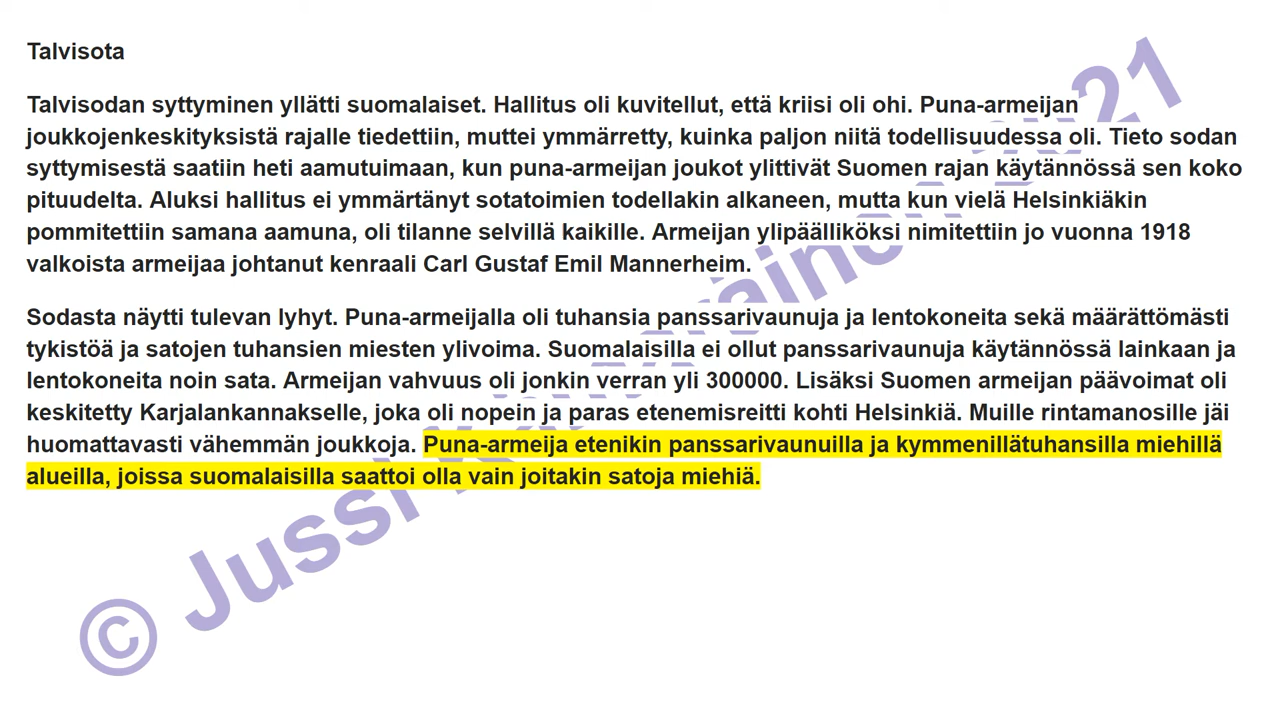 Talvisota
Talvisodan syttyminen yllätti suomalaiset. Hallitus oli kuvitellut, että kriisi oli ohi. Puna-armeijan
joukkojenkeskityksistä rajalle tiedettiin, muttei ymmärretty, kuinka paljon niitä todellisuudessa oli. Tieto sodan
syttymisestä saatiin heti aamutuimaan, kun puna-armeijan joukot ylittivät Suomen rajan käytännössä sen koko
pituudelta. Aluksi hallitus ei ymmärtänyt sotatoimien todellakin alkaneen, mutta kun vielä Helsinkiäkin
pommitettiin samana aamuna, oli tilanne selvillä kaikille. Armeijan ylipäälliköksi nimitettiin jo vuonna 1918
valkoista armeijaa johtanut kenraali Carl Gustaf Emil Mannerheim.
Sodasta näytti tulevan lyhyt. Puna-armeijalla oli tuhansia panssarivaunuja ja lentokoneita sekä määrättömästi
tykistöä ja satojen tuhansien miesten ylivoima. Suomalaisilla ei ollut panssarivaunuja käytännössä lainkaan ja
lentokoneita noin sata. Armeijan vahvuus oli jonkin verran yli 300000. Lisäksi Suomen armeijan päävoimat oli
keskitetty Karjalankannakselle, joka oli nopein ja paras etenemisreitti kohti Helsinkiä. Muille rintamanosille jäi
huomattavasti vähemmän joukkoja. Puna-armeija etenikin panssarivaunuilla ja kymmenillätuhansilla miehillä
alueilla, joissa suomalaisilla saattoi olla vain joitakin satoja miehiä.
© Jussi